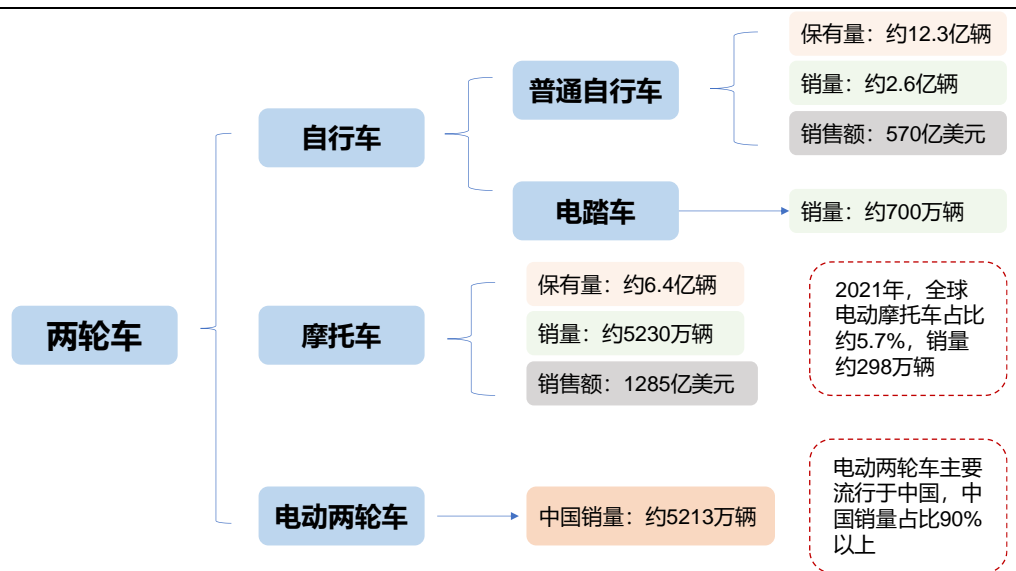 两轮车
自行车
普通自行车
保有量：约12.3亿辆
销量：约2.6亿辆
销售额：570亿美元
电踏车
销量：约700万辆
摩托车
保有量：约6.4亿辆
销量：约5230万辆
销售额：1285亿美元
2021年，全球
电动摩托车占比
约5.7%，销量
约298万辆
电动两轮车
中国销量：约5213万辆
电动两轮车主要
流行于中国，中
国销量占比90%
以上